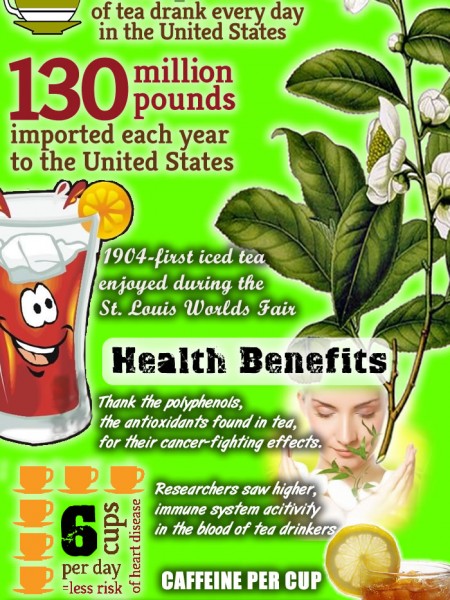 of tea drank every day
in the United States
130 million
pounds
imported each year
to the United States
1904-first iced tea
enjoyed during the
St. Louis Worlds Fair
Health Benefits
Thank the polyphenols,
the antioxidants found in tea,
for their cancer-fighting effects.
6 cups
per day
=less risk
of heart disease
Researchers saw higher,
immune system acitivity
in the blood of tea drinkers
CAFFEINE PER CUP